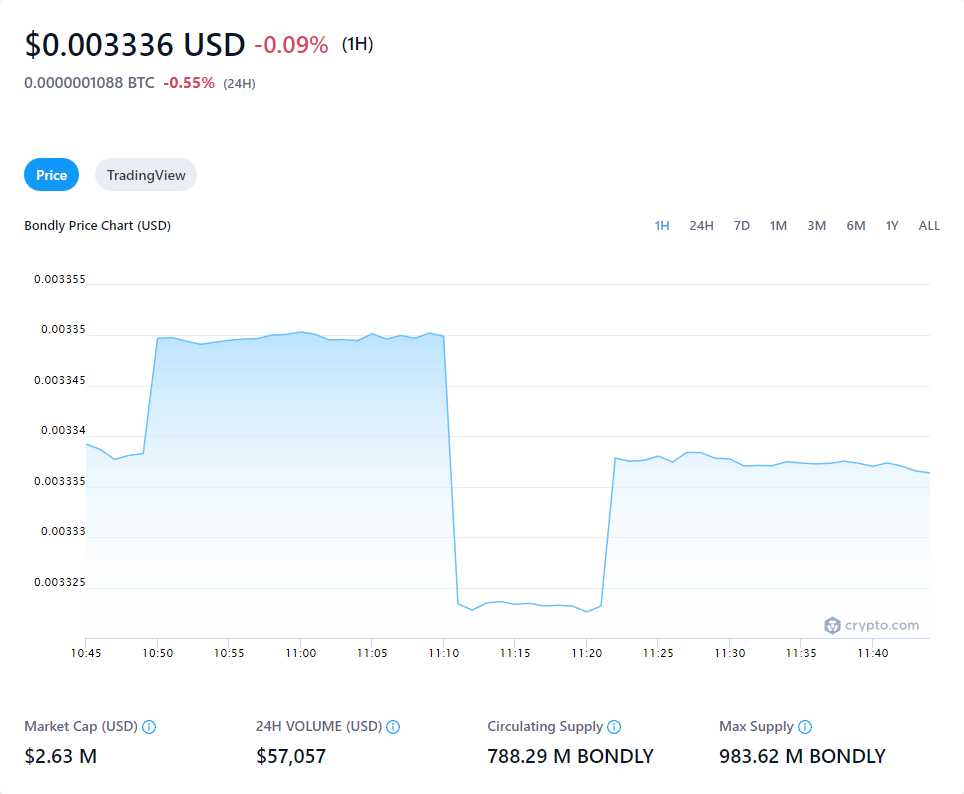 $0.003336 USD -0.09% (1H)
0.0000001088 BTC -0.55% (24H)
Price TradingView
Bondly Price Chart (USD) 1H 24H 7D 1M 3M 6M 1Y ALL
0.003355
0.00335
0.003345
0.00334
0.003335
0.00333
0.003325
crypto.com
10:45 10:50 10:55 11:00 11:05 11:10 11:15 11:20 11:25 11:30 11:35 11:40
Market Cap (USD) 24H VOLUME (USD) Circulating Supply Max Supply
$2.63 M $57,057 788.29 M BONDLY 983.62 M BONDLY